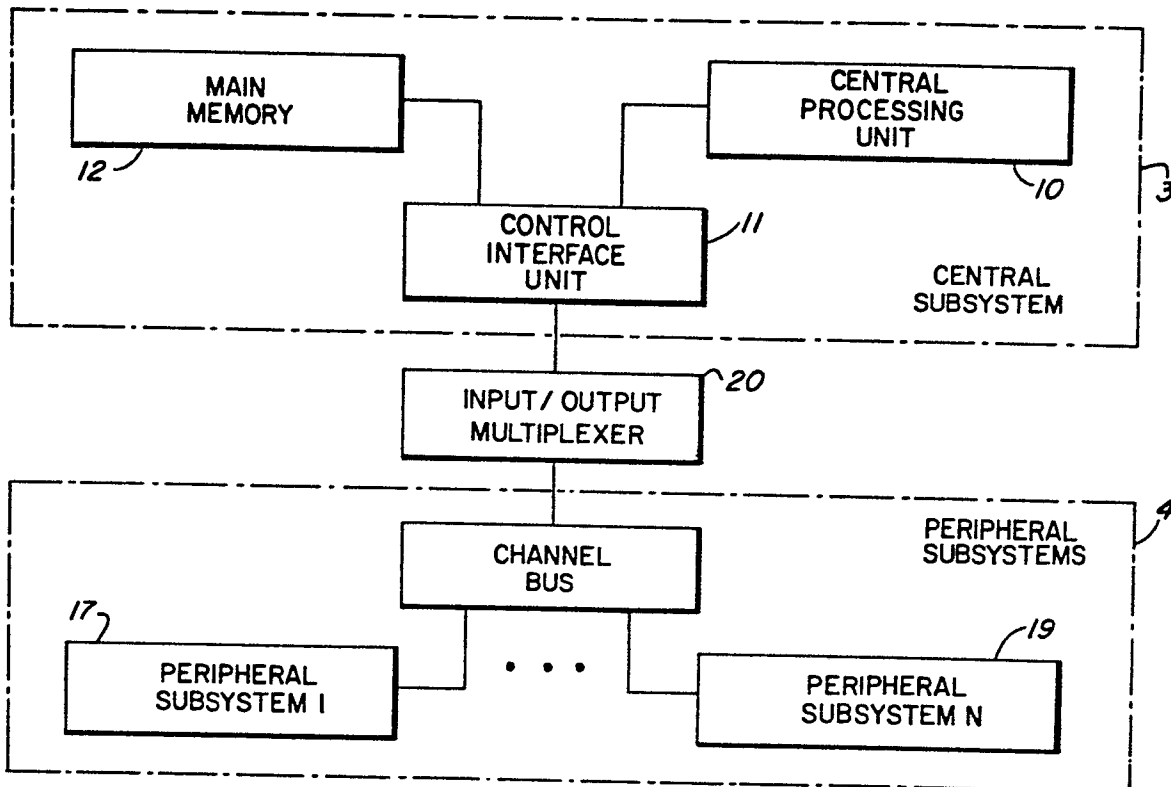 MAIN
MEMORY
12
CENTRAL
PROCESSING
UNIT
10
3
CONTROL
INTERFACE
UNIT
11
CENTRAL
SUBSYSTEM
INPUT/OUTPUT
MULTIPLEXER
20
4
PERIPHERAL
SUBSYSTEMS
CHANNEL
BUS
17
PERIPHERAL
SUBSYSTEM 1
• • •
19
PERIPHERAL
SUBSYSTEM N